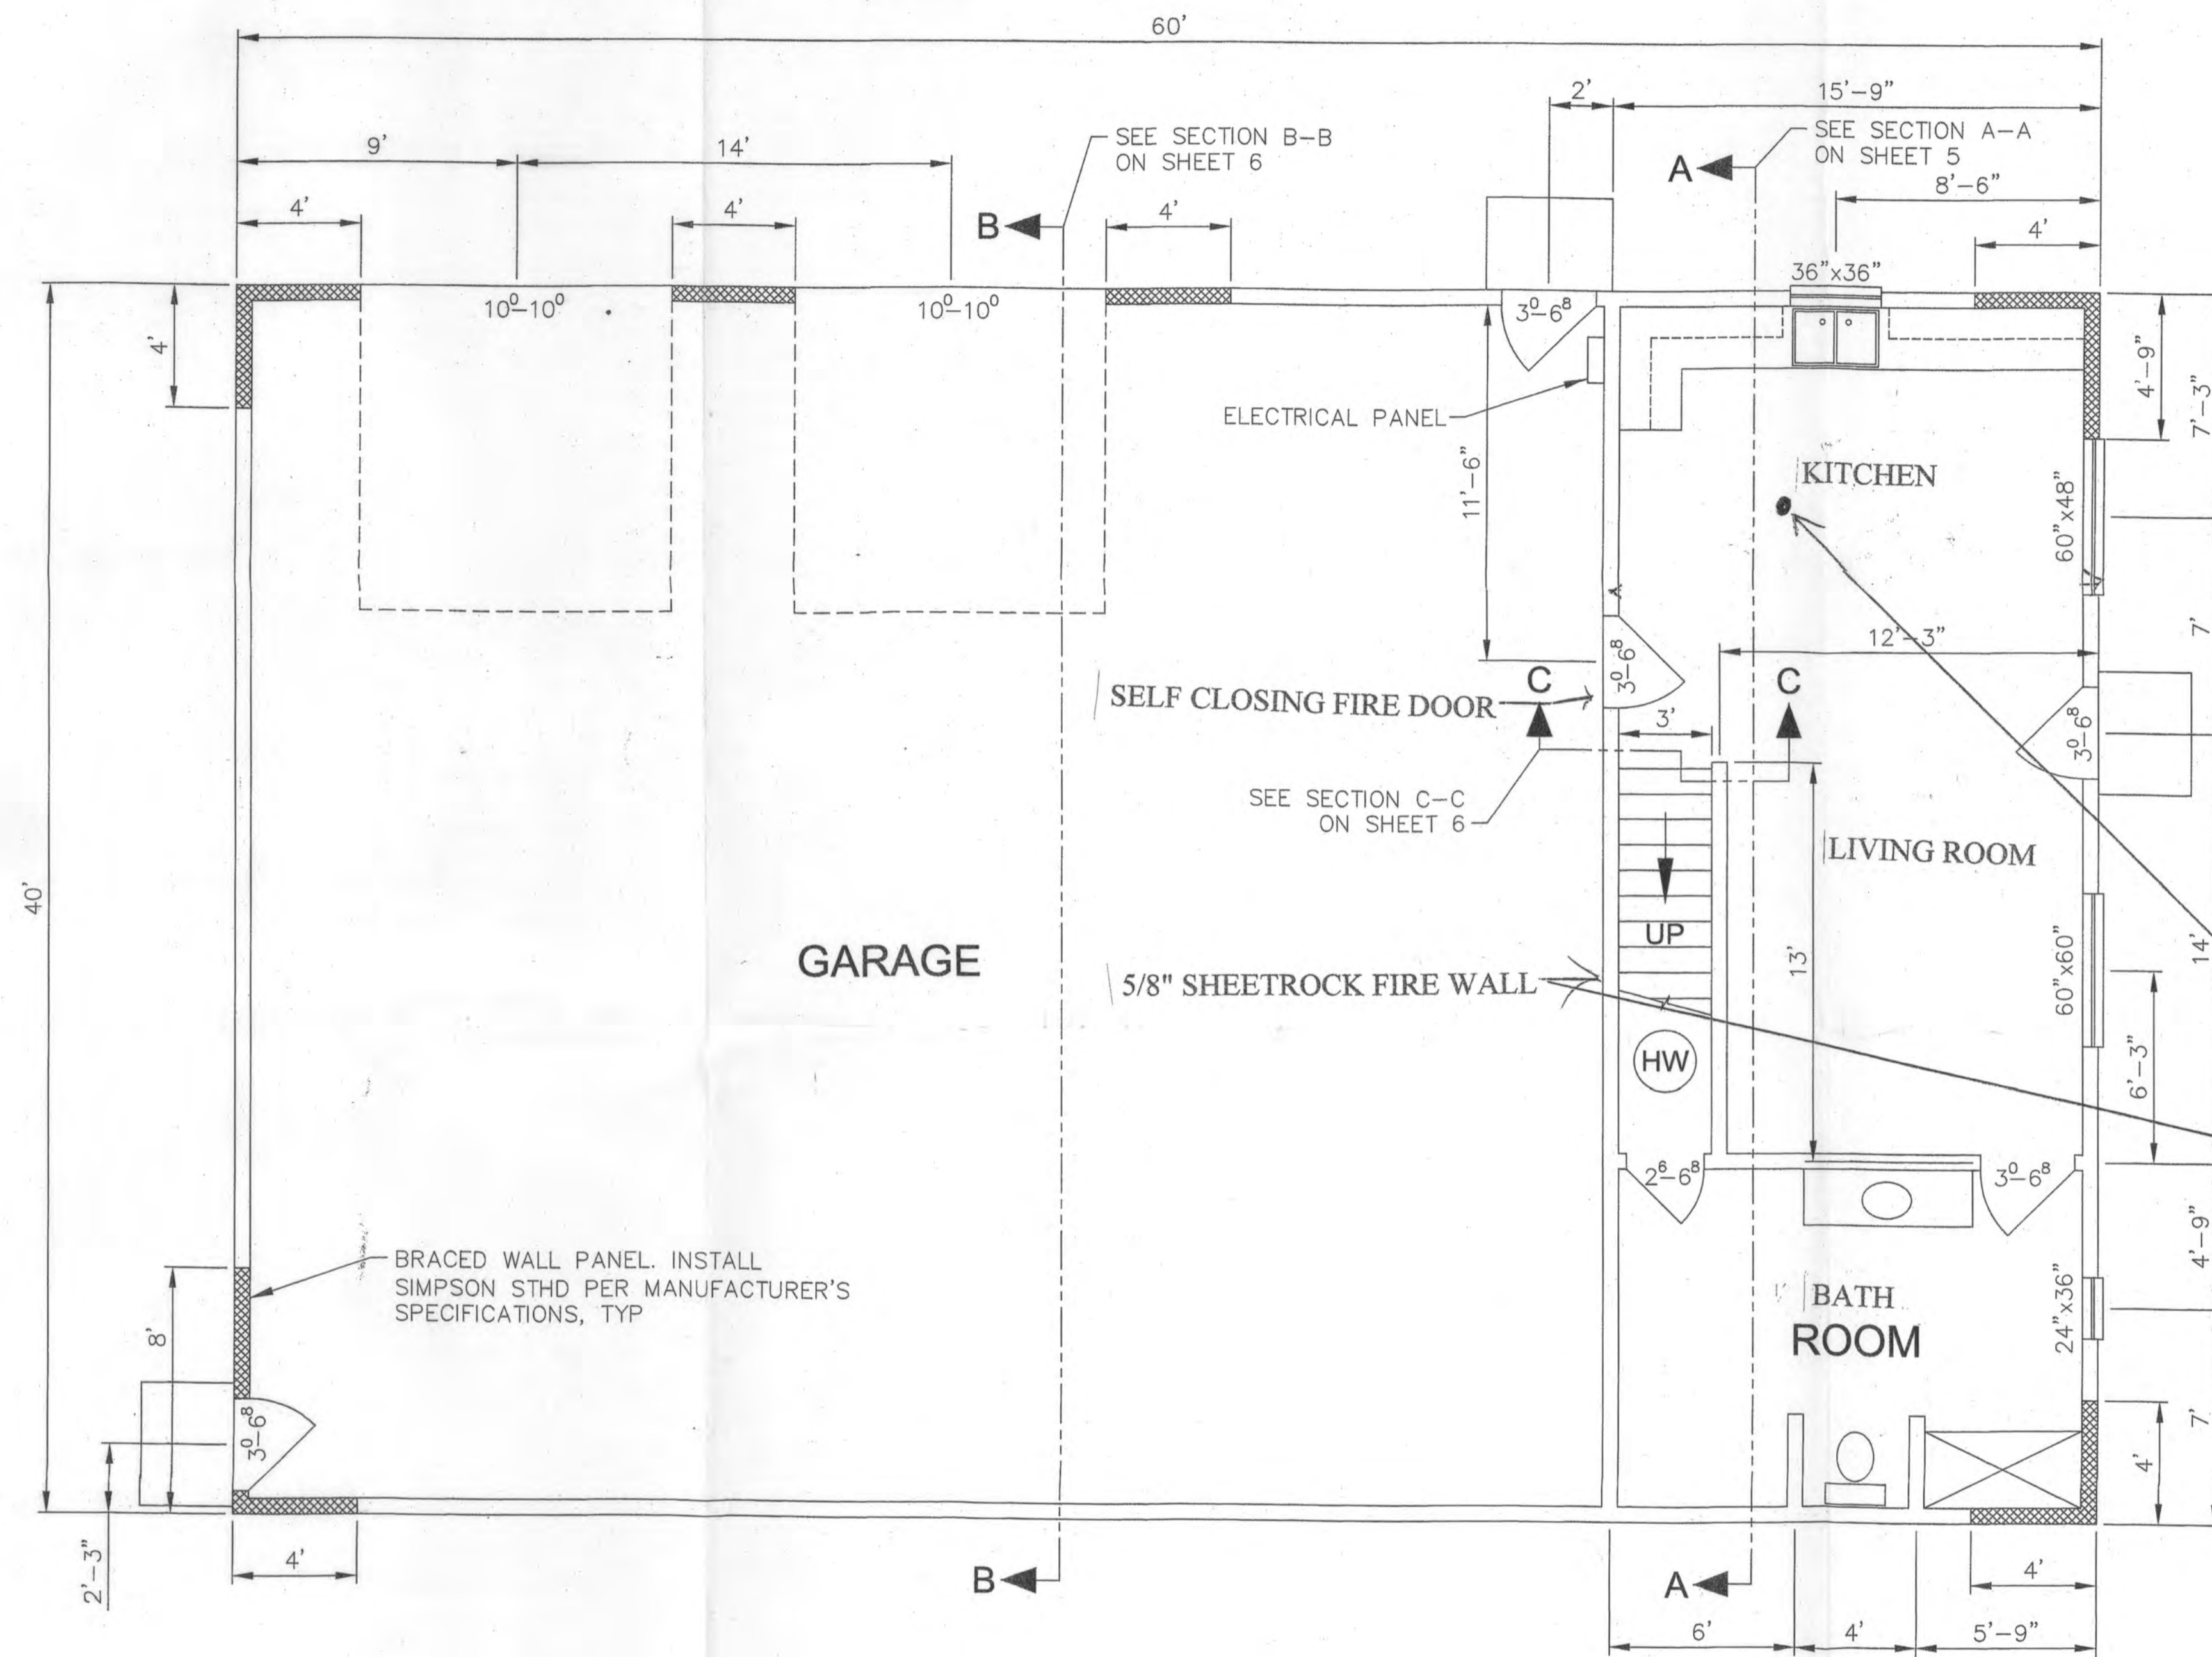 60'
2'
15'-9"
9'
14'
SEE SECTION B-B
ON SHEET 6
SEE SECTION A-A
ON SHEET 5
A
8'-6"
4'
4'
B
4'
4'
36"x36"
10⁰-10⁰
10⁰-10⁰
3⁰-6⁸
4'
4'-9"
7'-3"
ELECTRICAL PANEL
11'-6"
KITCHEN
60"x48"
12'-3"
7'
3⁰-6⁸
SELF CLOSING FIRE DOOR
C
C
3'
3⁰-6⁸
SEE SECTION C-C
ON SHEET 6
LIVING ROOM
40'
UP
GARAGE
13'
60"x60"
14'
5/8" SHEETROCK FIRE WALL
HW
6'-3"
2⁶-6⁸
3⁰-6⁸
4'-9"
BRACED WALL PANEL. INSTALL
SIMPSON STHD PER MANUFACTURER'S
SPECIFICATIONS, TYP
BATH
ROOM
24"x36"
8'
3⁰-6⁸
7'
4'
2'-3"
4'
B
A
4'
6'
4'
5'-9"